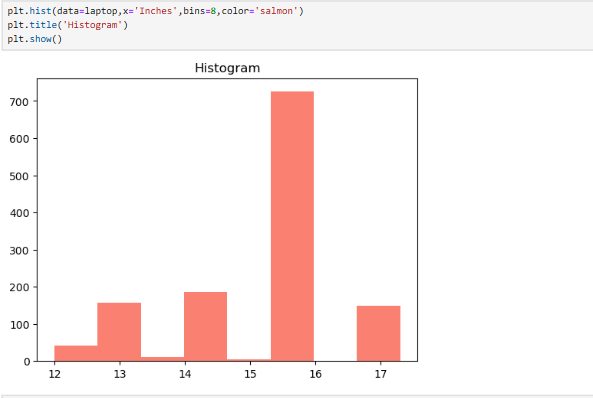 plt.hist(data=laptop,x='Inches',bins=8,color='salmon')
plt.title('Histogram')
plt.show()
Histogram
700
600
500
400
300
200
100
0
12 13 14 15 16 17